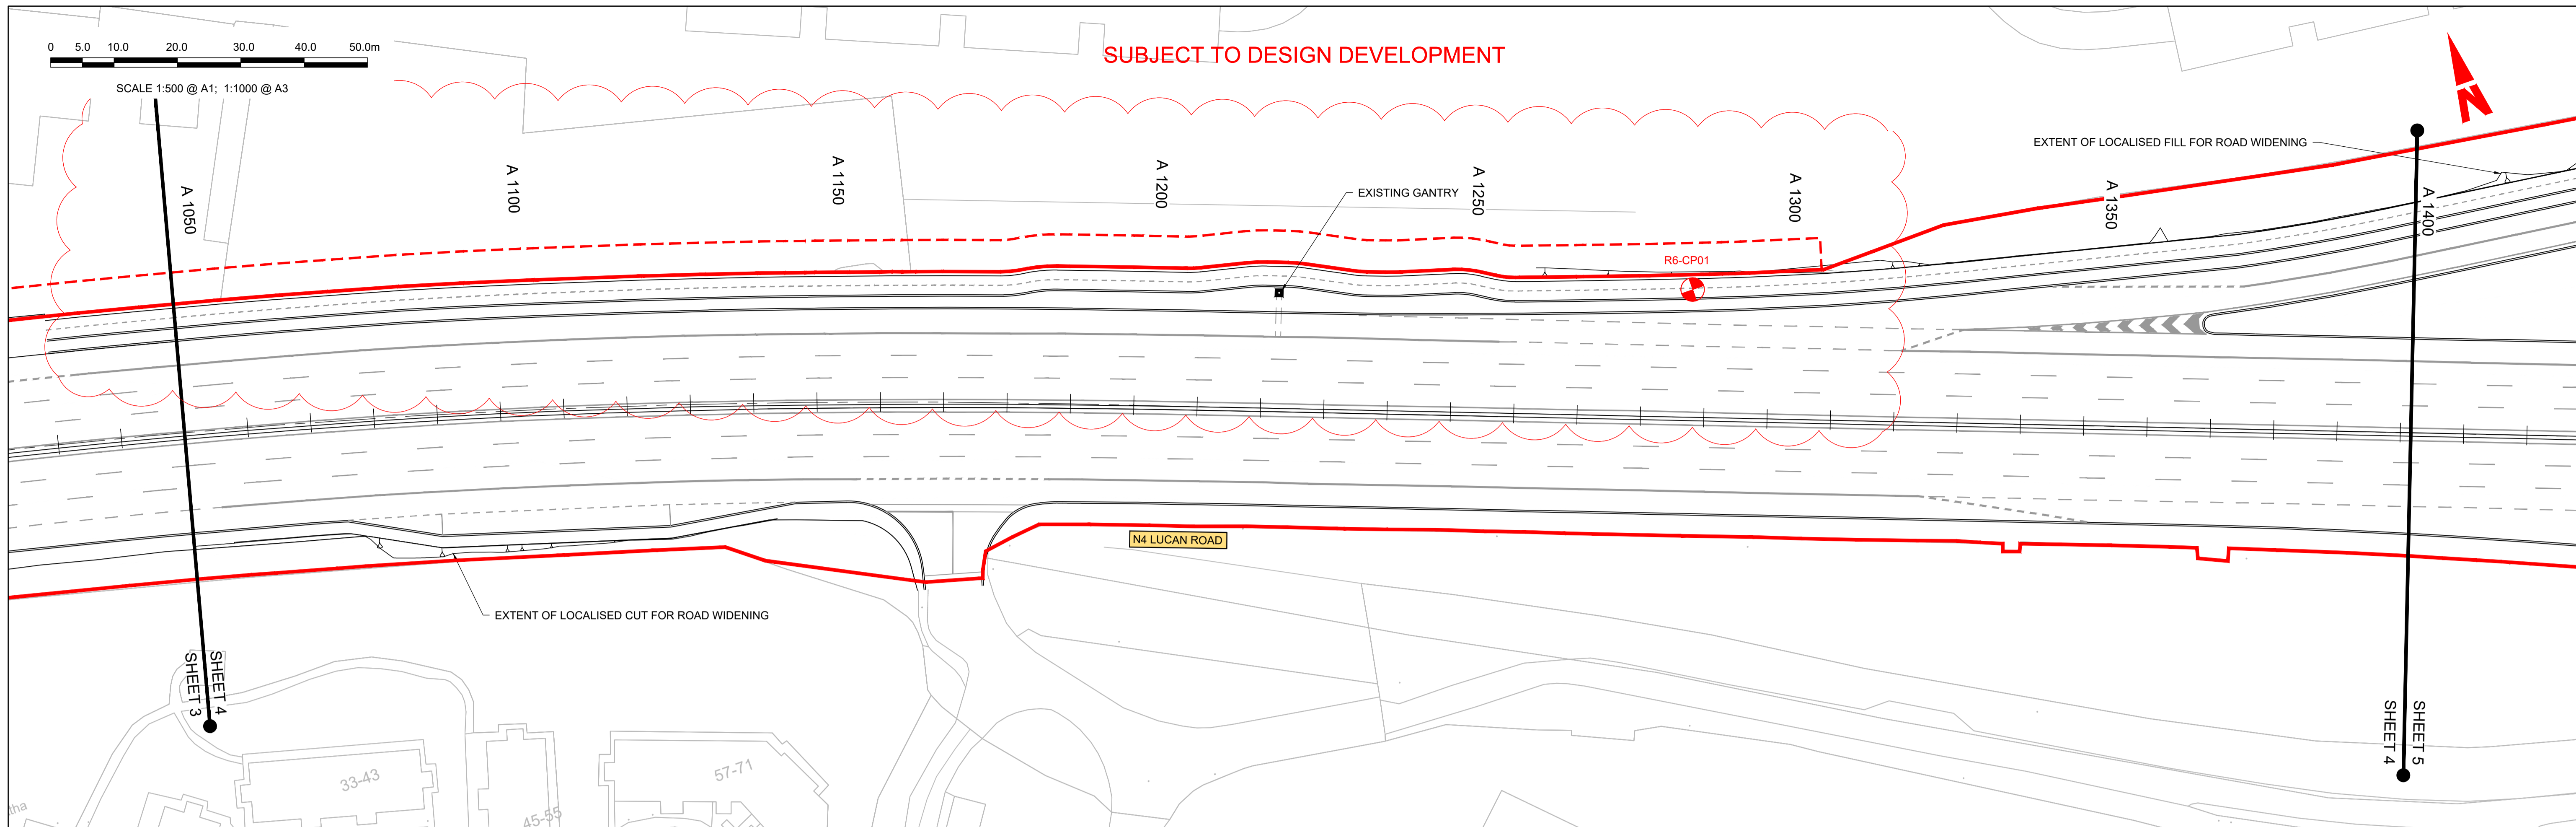 SUBJECT TO DESIGN DEVELOPMENT
0 5.0 10.0 20.0 30.0 40.0 50.0m
SCALE 1:500 @ A1; 1:1000 @ A3
N
EXTENT OF LOCALISED FILL FOR ROAD WIDENING
A 1050
A 1100
A 1150
A 1200
A 1250
A 1300
A 1350
A 1400
EXISTING GANTRY
R6-CP01
N4 LUCAN ROAD
EXTENT OF LOCALISED CUT FOR ROAD WIDENING
SHEET 4
SHEET 3
SHEET 5
SHEET 4
33-43
57-71
45-55